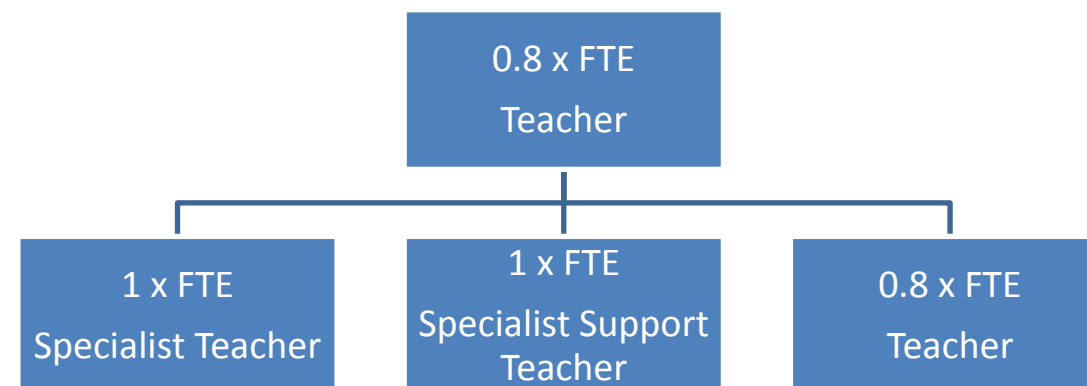 0.8 x FTE
Teacher
1 x FTE
Specialist Teacher
1 x FTE
Specialist Support
Teacher
0.8 x FTE
Teacher